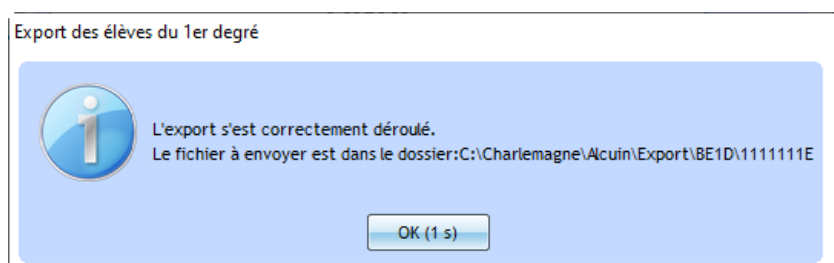 Export des élèves du 1er degré
L'export s'est correctement déroulé.
Le fichier à envoyer est dans le dossier:C:\Charlemagne\Alcuin\Export\BE1D\1111111E
OK (1 s)